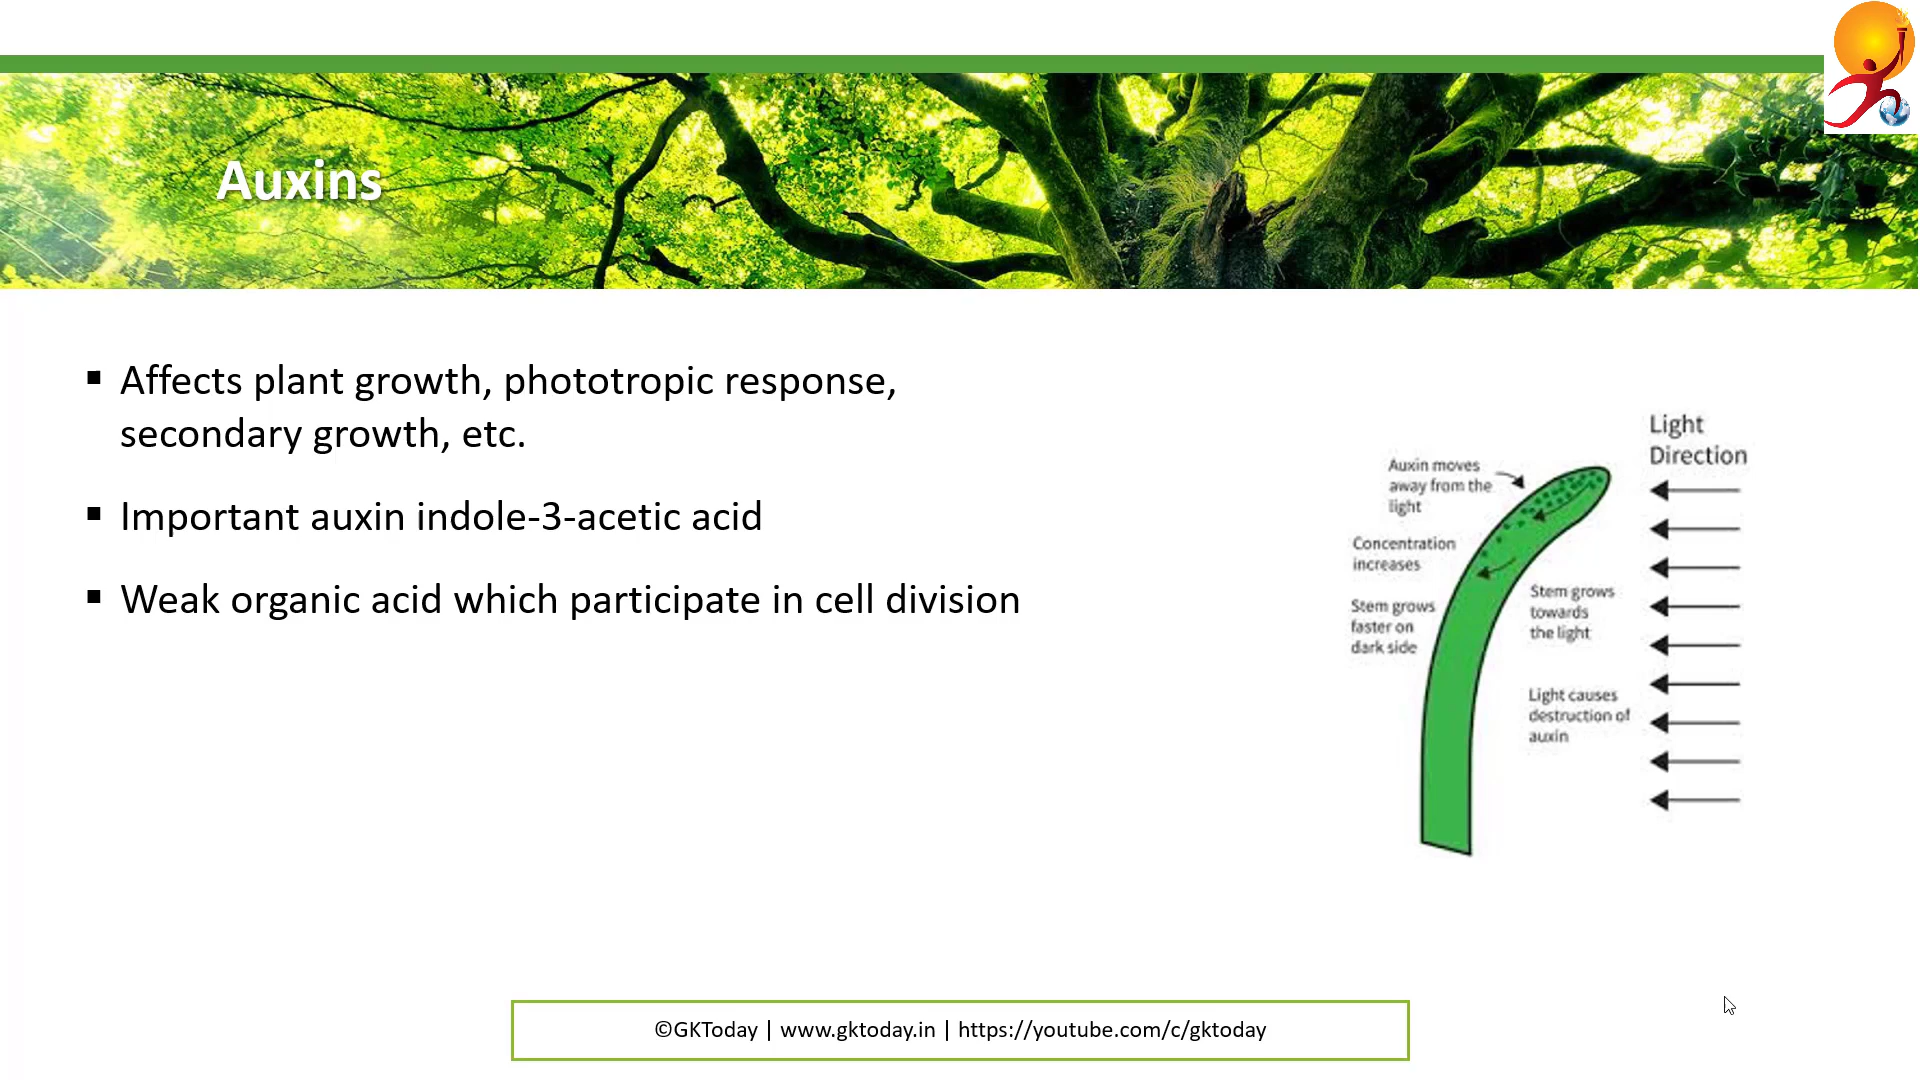 Auxins
▪ Affects plant growth, phototropic response,
secondary growth, etc.
▪ Important auxin indole-3-acetic acid
▪ Weak organic acid which participate in cell division
Light
Direction
Auxin moves
away from the
light
Concentration
increases
Stem grows
faster on
dark side
Stem grows
towards
the light
Light causes
destruction of
auxin
©GKToday | www.gktoday.in | https://youtube.com/c/gktoday